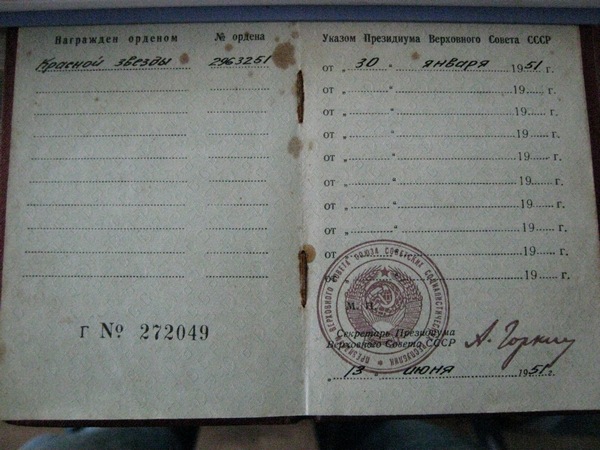 Награжден орденом
№ ордена
Красной звезды
2963251
г № 272049
Указом Президиума Верховного Совета СССР
от „ 30 “ января 1951 г.
от „ “ 19 г.
от „ “ 19 г.
от „ “ 19 г.
от „ “ 19 г.
от „ “ 19 г.
от „ “ 19 г.
от „ “ 19 г.
от „ “ 19 г.
от „ “ 19 г.
М. П.
Секретарь Президиума
Верховного Совета СССР
А. Горкин
„ 13 “ июня 1951 г.